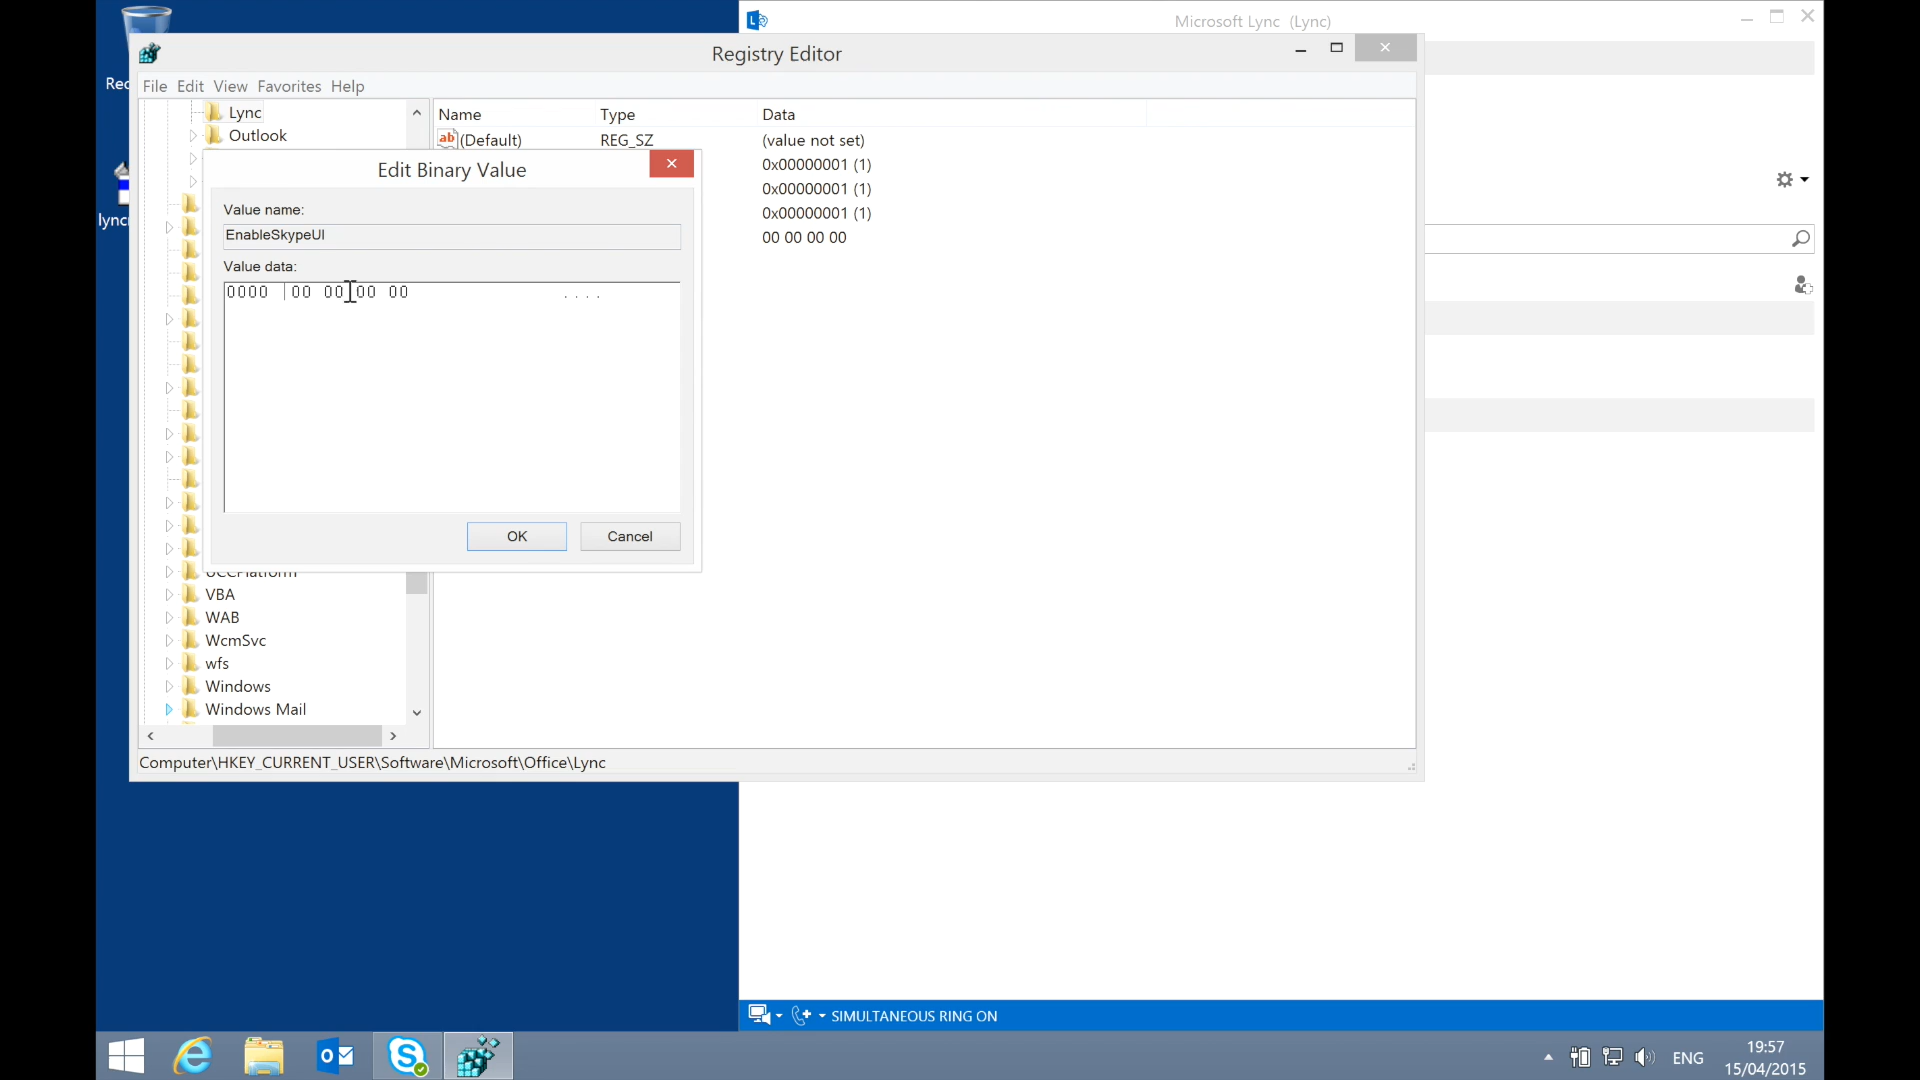 Microsoft Lync (Lync)
Registry Editor
File Edit View Favorites Help
Lync
Outlook
Name Type Data
(Default) REG_SZ (value not set)
0x00000001 (1)
0x00000001 (1)
0x00000001 (1)
00 00 00 00
Edit Binary Value
Value name:
EnableSkypeUI
Value data:
0000 00 00 00 00 ....
OK Cancel
UCCPlatform
VBA
WAB
WcmSvc
wfs
Windows
Windows Mail
Computer\HKEY_CURRENT_USER\Software\Microsoft\Office\Lync
SIMULTANEOUS RING ON
ENG
19:57
15/04/2015